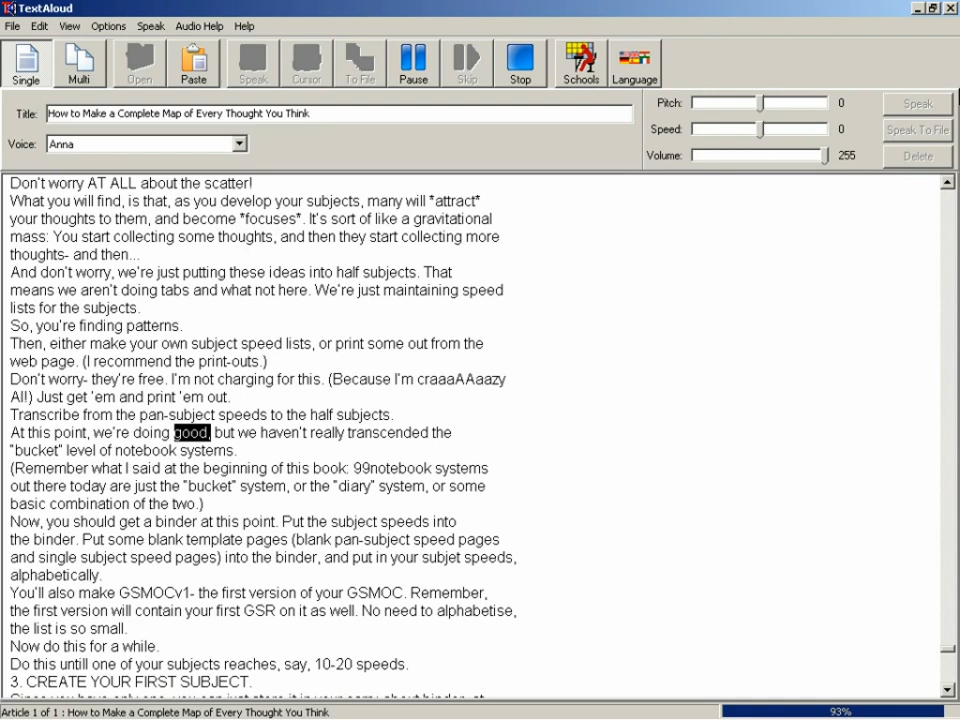 TextAloud
File Edit View Options Speak Audio Help Help
Single Multi Open Paste Speak Cursor To File Pause Skip Stop Schools Language
Title: How to Make a Complete Map of Every Thought You Think
Voice: Anna
Pitch: 0 Speak
Speed: 0 Speak To File
Volume: 255 Delete
Don't worry AT ALL about the scatter!
What you will find, is that, as you develop your subjects, many will *attract*
your thoughts to them, and become *focuses*. It's sort of like a gravitational
mass: You start collecting some thoughts, and then they start collecting more
thoughts- and then...
And don't worry, we're just putting these ideas into half subjects. That
means we aren't doing tabs and what not here. We're just maintaining speed
lists for the subjects.
So, you're finding patterns.
Then, either make your own subject speed lists, or print some out from the
web page. (I recommend the print-outs.)
Don't worry- they're free. I'm not charging for this. (Because I'm craaaAAaazy
Al!) Just get 'em and print 'em out.
Transcribe from the pan-subject speeds to the half subjects.
At this point, we're doing good, but we haven't really transcended the
"bucket" level of notebook systems.
(Remember what I said at the beginning of this book: 99notebook systems
out there today are just the "bucket" system, or the "diary" system, or some
basic combination of the two.)
Now, you should get a binder at this point. Put the subject speeds into
the binder. Put some blank template pages (blank pan-subject speed pages
and single subject speed pages) into the binder, and put in your subjet speeds,
alphabetically.
You'll also make GSMOCv1- the first version of your GSMOC. Remember,
the first version will contain your first GSR on it as well. No need to alphabetise,
the list is so small.
Now do this for a while.
Do this untill one of your subjects reaches, say, 10-20 speeds.
3. CREATE YOUR FIRST SUBJECT.
Article 1 of 1 : How to Make a Complete Map of Every Thought You Think
93%